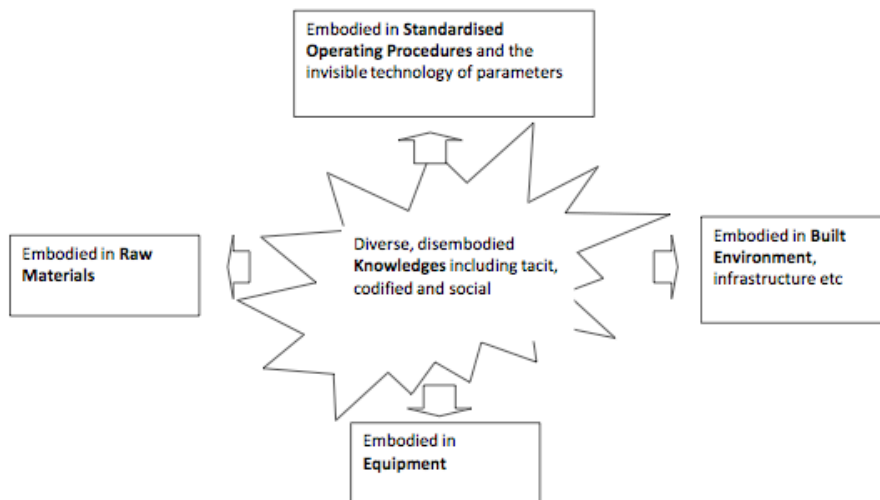 Embodied in Standardised
Operating Procedures and the
invisible technology of parameters
Diverse, disembodied
Knowledges including tacit,
codified and social
Embodied in Raw
Materials
Embodied in Built
Environment,
infrastructure etc
Embodied in
Equipment